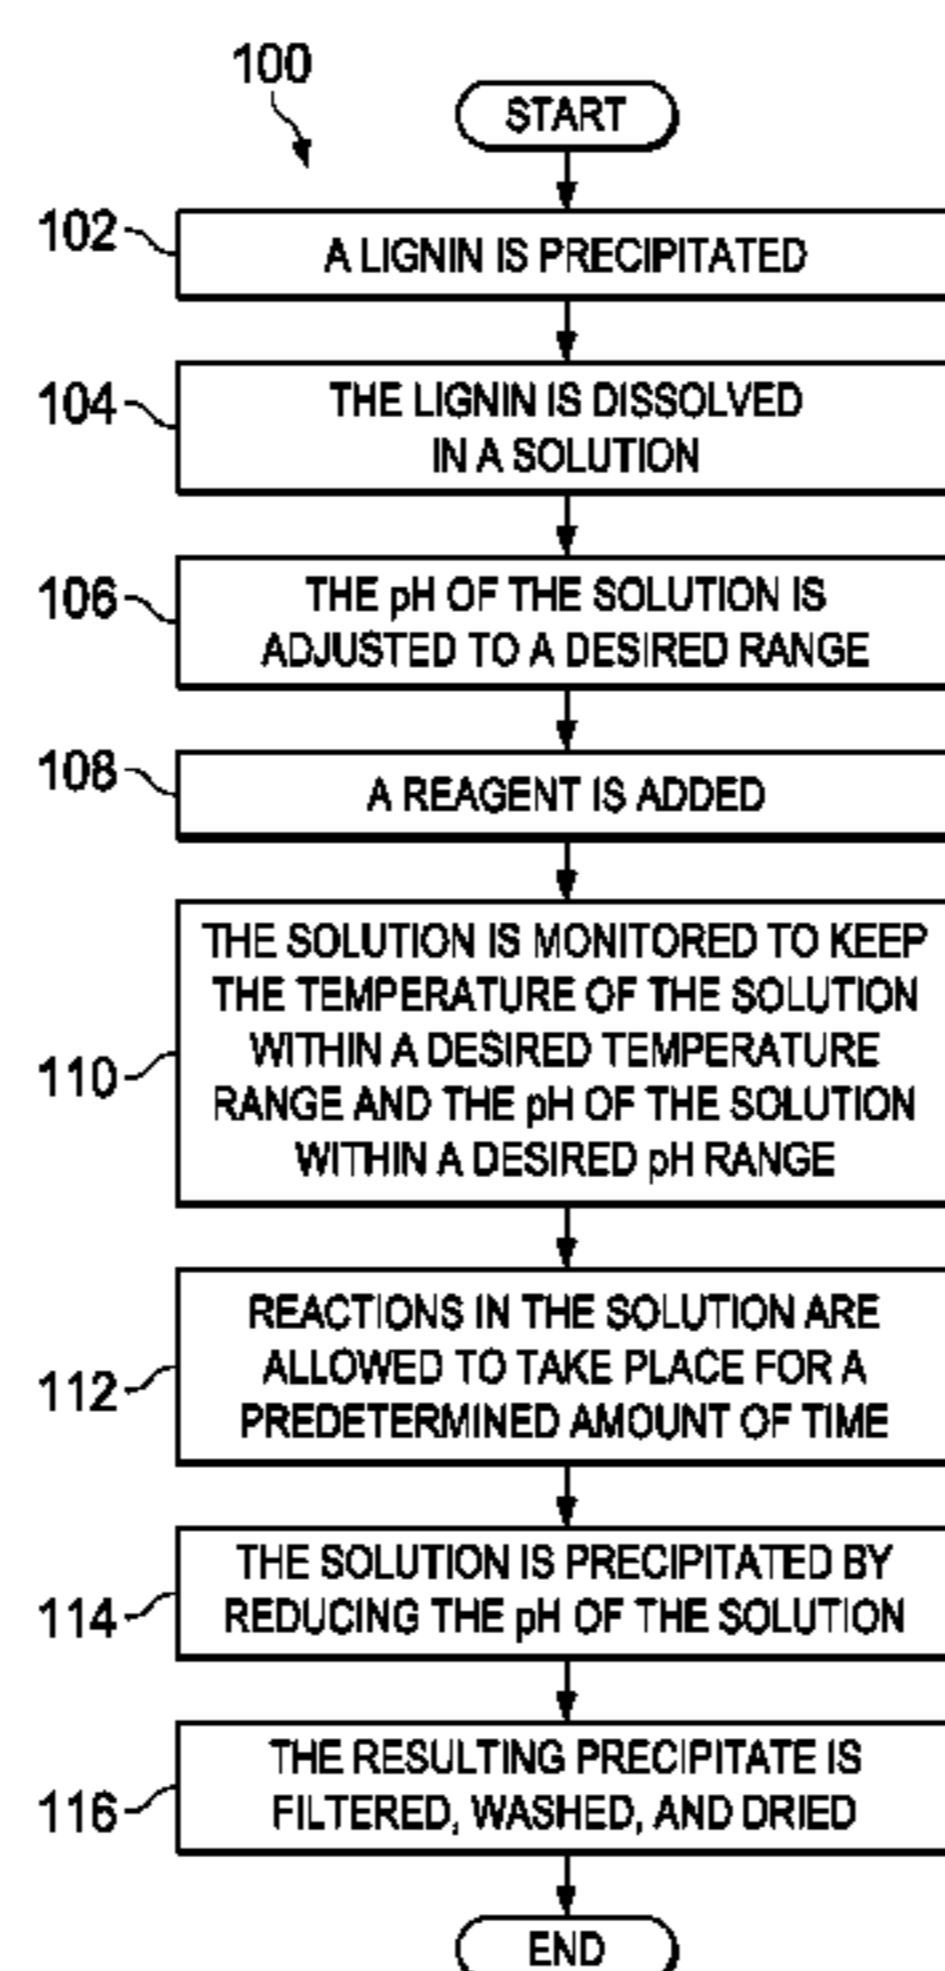 100
START
102
A LIGNIN IS PRECIPITATED
104
THE LIGNIN IS DISSOLVED
IN A SOLUTION
106
THE pH OF THE SOLUTION IS
ADJUSTED TO A DESIRED RANGE
108
A REAGENT IS ADDED
110
THE SOLUTION IS MONITORED TO KEEP
THE TEMPERATURE OF THE SOLUTION
WITHIN A DESIRED TEMPERATURE
RANGE AND THE pH OF THE SOLUTION
WITHIN A DESIRED pH RANGE
112
REACTIONS IN THE SOLUTION ARE
ALLOWED TO TAKE PLACE FOR A
PREDETERMINED AMOUNT OF TIME
114
THE SOLUTION IS PRECIPITATED BY
REDUCING THE pH OF THE SOLUTION
116
THE RESULTING PRECIPITATE IS
FILTERED, WASHED, AND DRIED
END